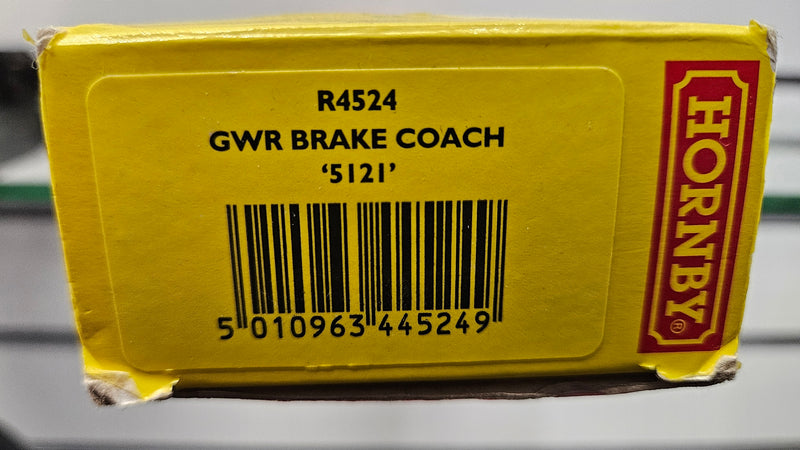 R4524
GWR BRAKE COACH
‘5121’
5 010963 445249
HORNBY®